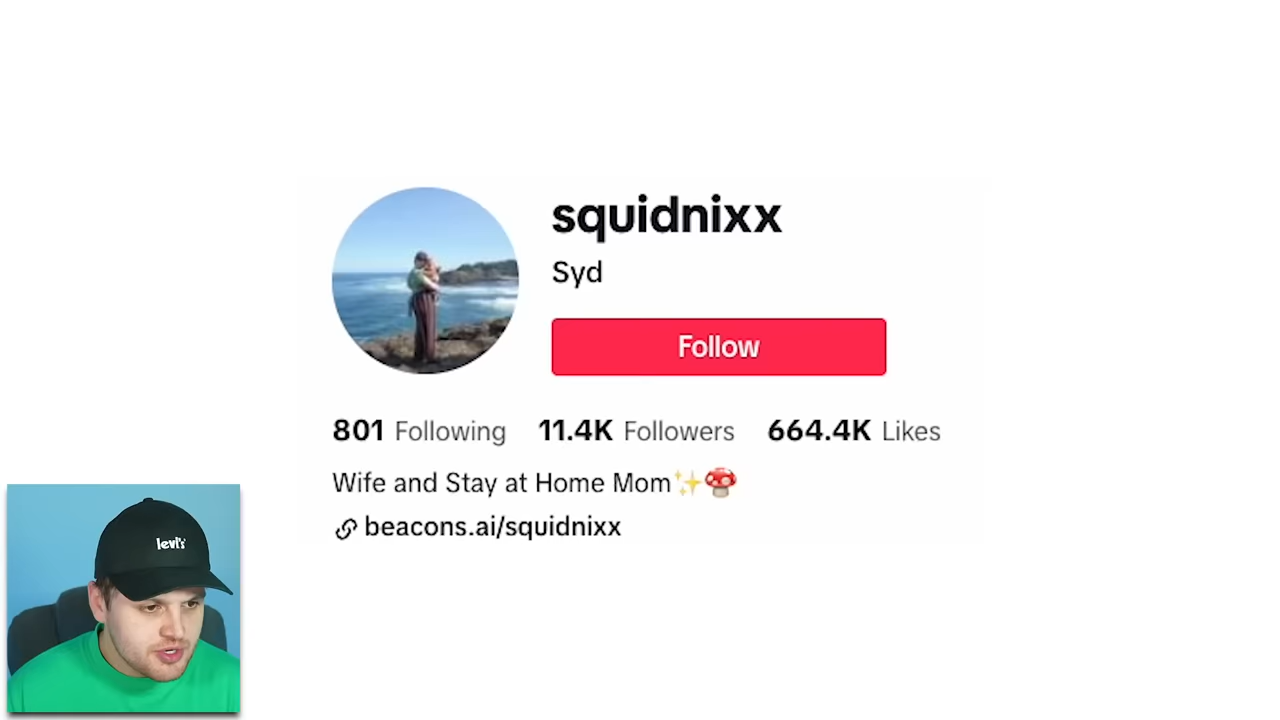 squidnixx
Syd
Follow
801 Following 11.4K Followers 664.4K Likes
Wife and Stay at Home Mom✨🍄
beacons.ai/squidnixx
levi's